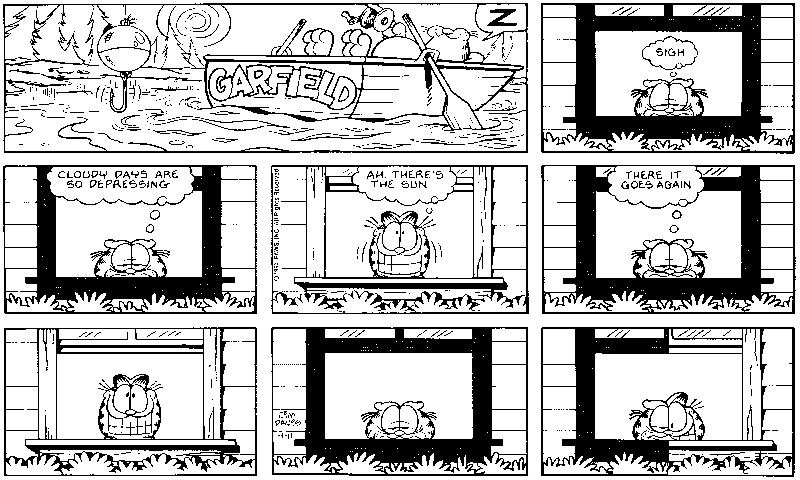 GARFIELD
Z
SIGH
CLOUDY DAYS ARE
SO DEPRESSING
AH. THERE'S
THE SUN
THERE IT
GOES AGAIN
JIM
DAVIS